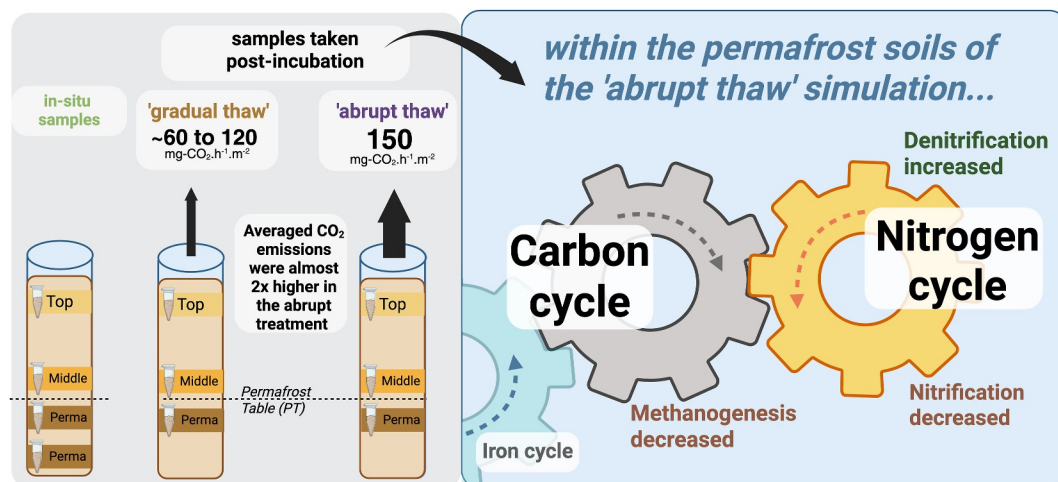 samples taken
post-incubation
in-situ
samples
'gradual thaw'
~60 to 120
mg-CO₂.h⁻¹.m⁻²
'abrupt thaw'
150
mg-CO₂.h⁻¹.m⁻²
Averaged CO₂
emissions
were almost
2x higher in
the abrupt
treatment
Top
Middle
Perma
Perma
Top
Middle
Perma
Permafrost
Table (PT)
Top
Middle
Perma
within the permafrost soils of
the 'abrupt thaw' simulation...
Denitrification
increased
Carbon
cycle
Nitrogen
cycle
Methanogenesis
decreased
Nitrification
decreased
Iron cycle